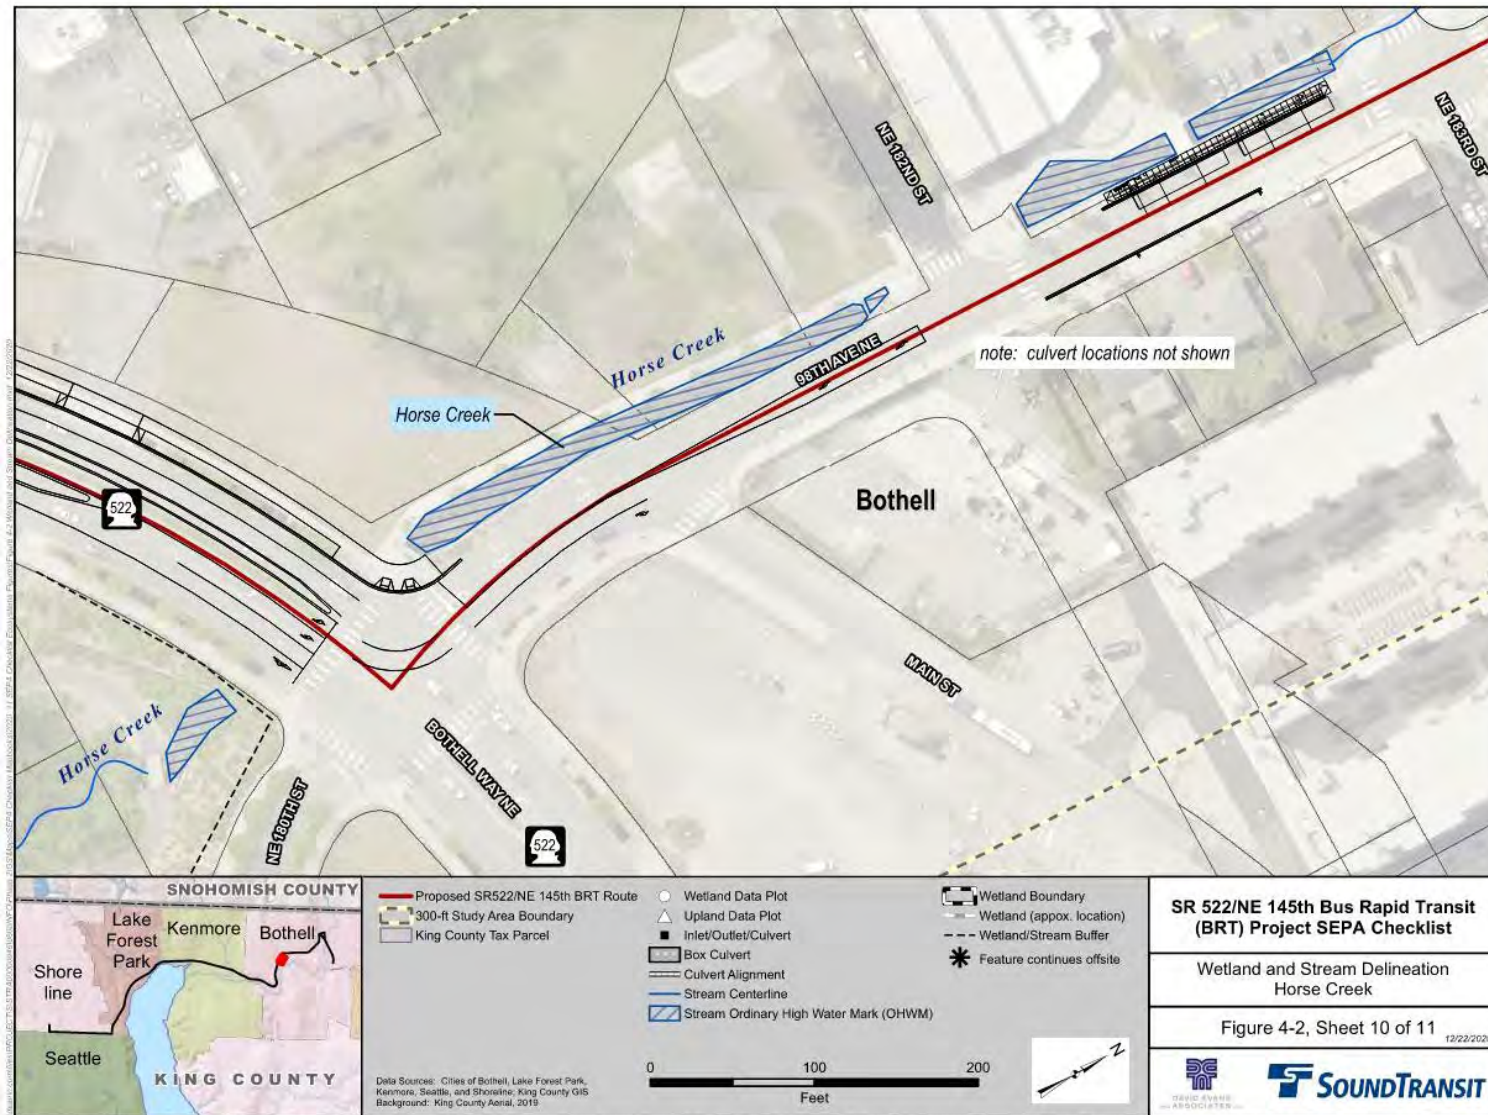 NE 182ND ST
NE 183RD ST
Horse Creek
98TH AVE NE
note: culvert locations not shown
Horse Creek
522
Bothell
MAIN ST
Horse Creek
BOTHELL WAY NE
NE 180TH ST
522
SNOHOMISH COUNTY
Lake Forest Park
Kenmore
Bothell
Shore line
Seattle
KING COUNTY
Proposed SR522/NE 145th BRT Route
300-ft Study Area Boundary
King County Tax Parcel
Data Sources: Cities of Bothell, Lake Forest Park,
Kenmore, Seattle, and Shoreline; King County GIS
Background: King County Aerial, 2019
Wetland Data Plot
Upland Data Plot
Inlet/Outlet/Culvert
Box Culvert
Culvert Alignment
Stream Centerline
Stream Ordinary High Water Mark (OHWM)
Wetland Boundary
Wetland (appox. location)
Wetland/Stream Buffer
Feature continues offsite
0 100 200
Feet
N
SR 522/NE 145th Bus Rapid Transit
(BRT) Project SEPA Checklist
Wetland and Stream Delineation
Horse Creek
Figure 4-2, Sheet 10 of 11
12/22/2020
DAVID EVANS
AND ASSOCIATES
SOUNDTRANSIT